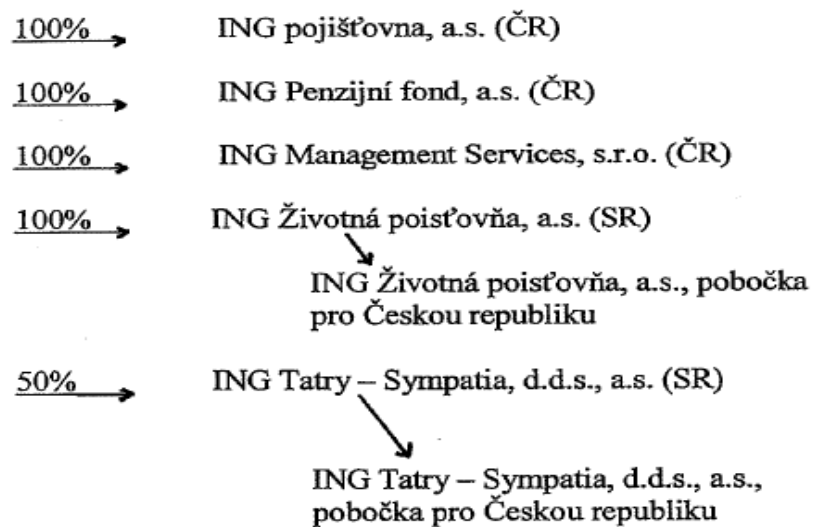 100% ING pojišťovna, a.s. (ČR)
100% ING Penzijní fond, a.s. (ČR)
100% ING Management Services, s.r.o. (ČR)
100% ING Životná poisťovňa, a.s. (SR)
ING Životná poisťovňa, a.s., pobočka
pro Českou republiku
50% ING Tatry – Sympatia, d.d.s., a.s. (SR)
ING Tatry – Sympatia, d.d.s., a.s.,
pobočka pro Českou republiku